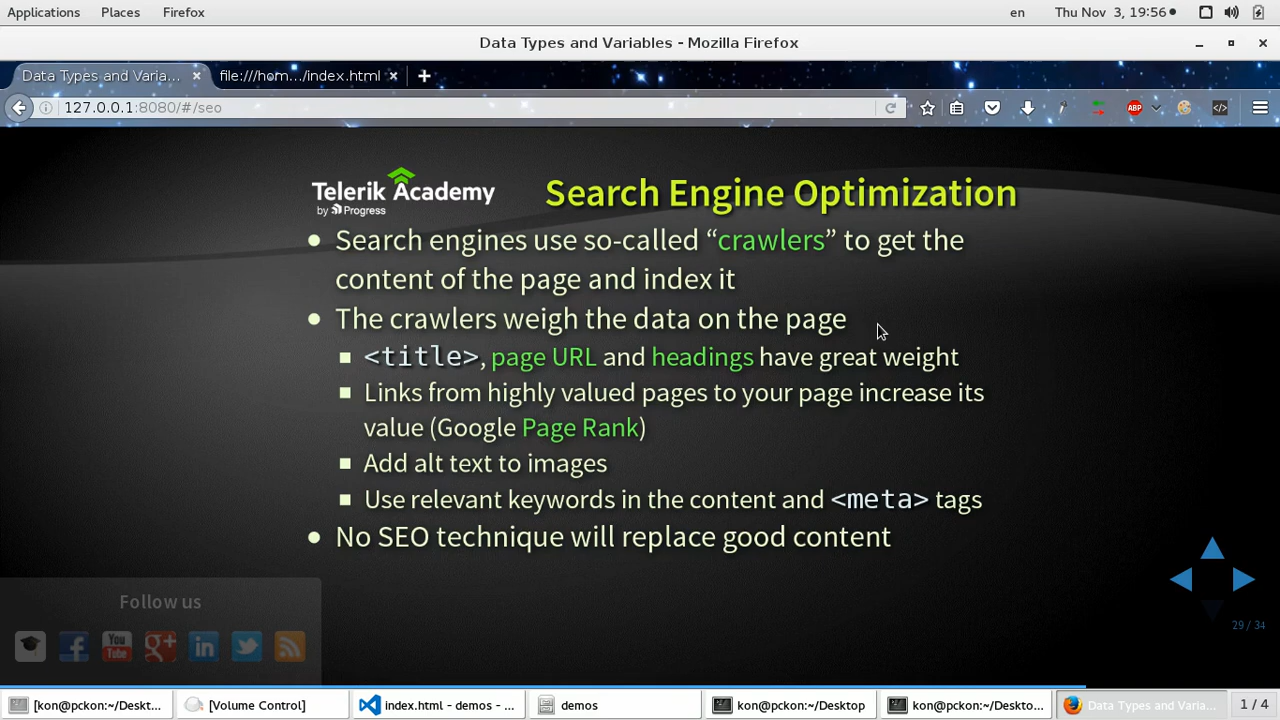 Applications Places Firefox en Thu Nov 3, 19:56
Data Types and Variables - Mozilla Firefox
Data Types and Varia... file:///hom.../index.html
127.0.0.1:8080/#/seo ABP
Telerik Academy
by Progress
Search Engine Optimization
Search engines use so-called “crawlers” to get the
content of the page and index it
The crawlers weigh the data on the page
<title>, page URL and headings have great weight
Links from highly valued pages to your page increase its
value (Google Page Rank)
Add alt text to images
Use relevant keywords in the content and <meta> tags
No SEO technique will replace good content
Follow us
You Tube
29 / 34
[kon@pckon:~/Deskt... [Volume Control] index.html - demos - ... demos kon@pckon:~/Desktop kon@pckon:~/Deskto... Data Types and Varia... 1 / 4